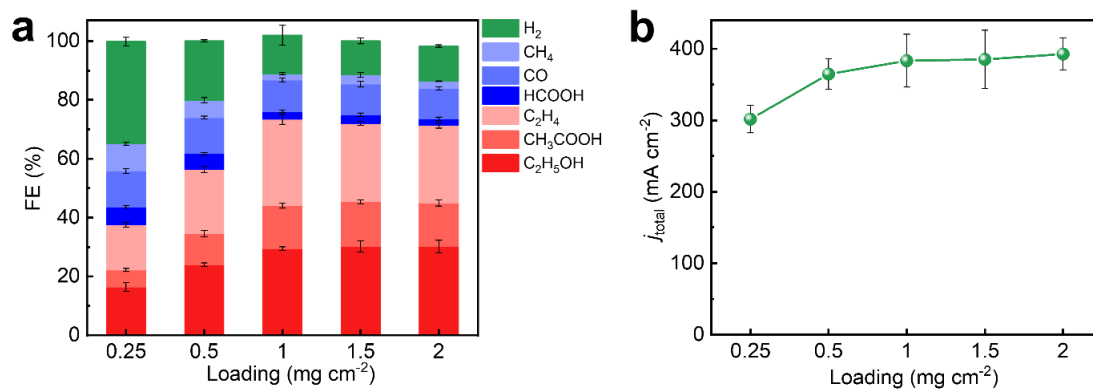 a
FE (%)
100
80
60
40
20
0
0.25 0.5 1 1.5 2
Loading (mg cm⁻²)
H₂
CH₄
CO
HCOOH
C₂H₄
CH₃COOH
C₂H₅OH
b
j_total (mA cm⁻²)
400
300
200
100
0
0.25 0.5 1 1.5 2
Loading (mg cm⁻²)